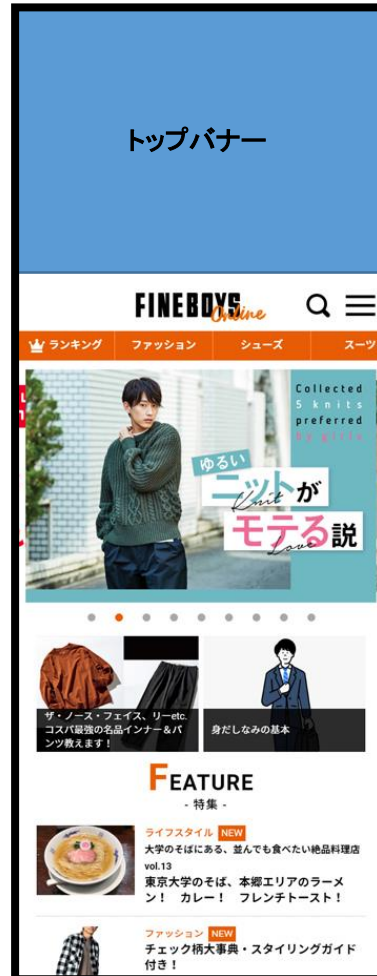 トップバナー
FINEBOYS Online
ランキング
ファッション
シューズ
スーツ
Collected
5 knits
preferred
by girls
ゆるい
ニットが
Knit
モテる説
Love
ザ・ノース・フェイス、リーetc.
コスパ最強の名品インナー＆パ
ンツ教えます！
身だしなみの基本
FEATURE
- 特集 -
ライフスタイル NEW
大学のそばにある、並んでも食べたい絶品料理店
vol.13
東京大学のそば、本郷エリアのラーメ
ン！　カレー！　フレンチトースト！
ファッション NEW
チェック柄大事典・スタイリングガイド
付き！